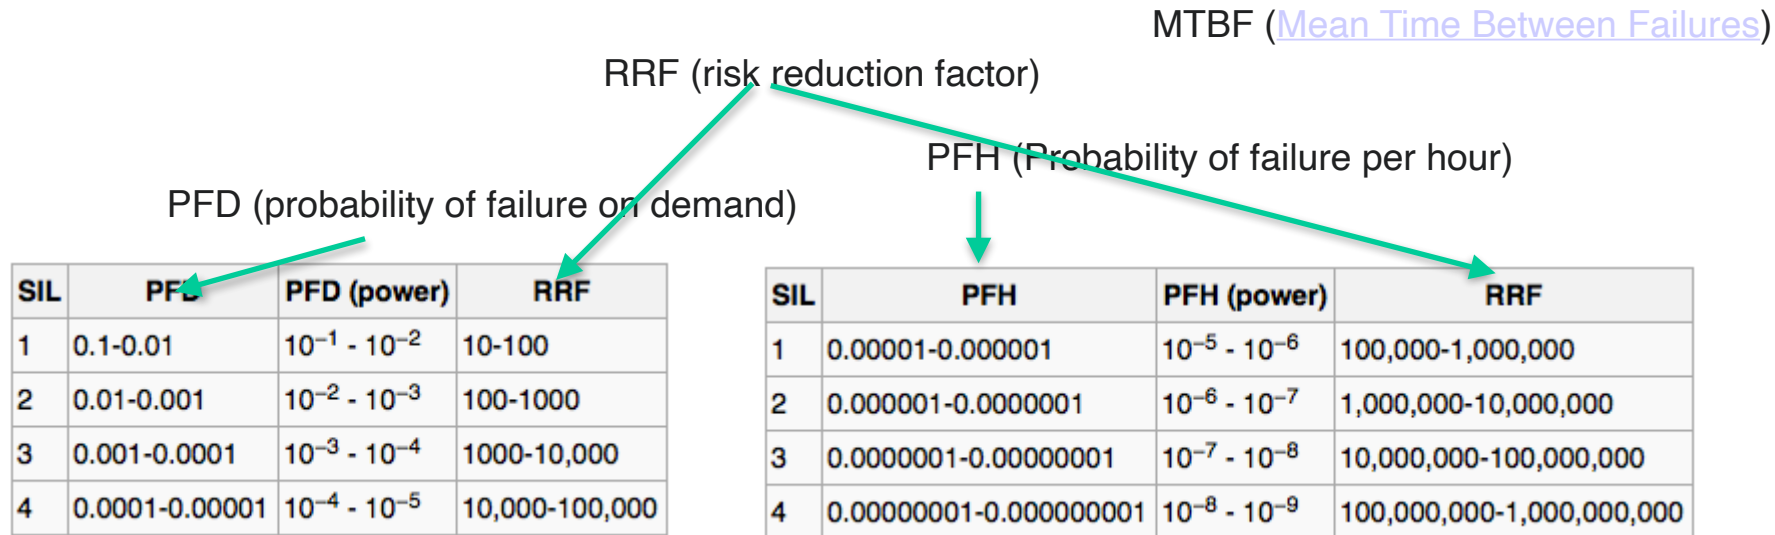 MTBF (Mean Time Between Failures)
RRF (risk reduction factor)
PFH (Probability of failure per hour)
PFD (probability of failure on demand)
SIL PFD PFD (power) RRF
1 0.1-0.01 10⁻¹ - 10⁻² 10-100
2 0.01-0.001 10⁻² - 10⁻³ 100-1000
3 0.001-0.0001 10⁻³ - 10⁻⁴ 1000-10,000
4 0.0001-0.00001 10⁻⁴ - 10⁻⁵ 10,000-100,000
SIL PFH PFH (power) RRF
1 0.00001-0.000001 10⁻⁵ - 10⁻⁶ 100,000-1,000,000
2 0.000001-0.0000001 10⁻⁶ - 10⁻⁷ 1,000,000-10,000,000
3 0.0000001-0.00000001 10⁻⁷ - 10⁻⁸ 10,000,000-100,000,000
4 0.00000001-0.000000001 10⁻⁸ - 10⁻⁹ 100,000,000-1,000,000,000